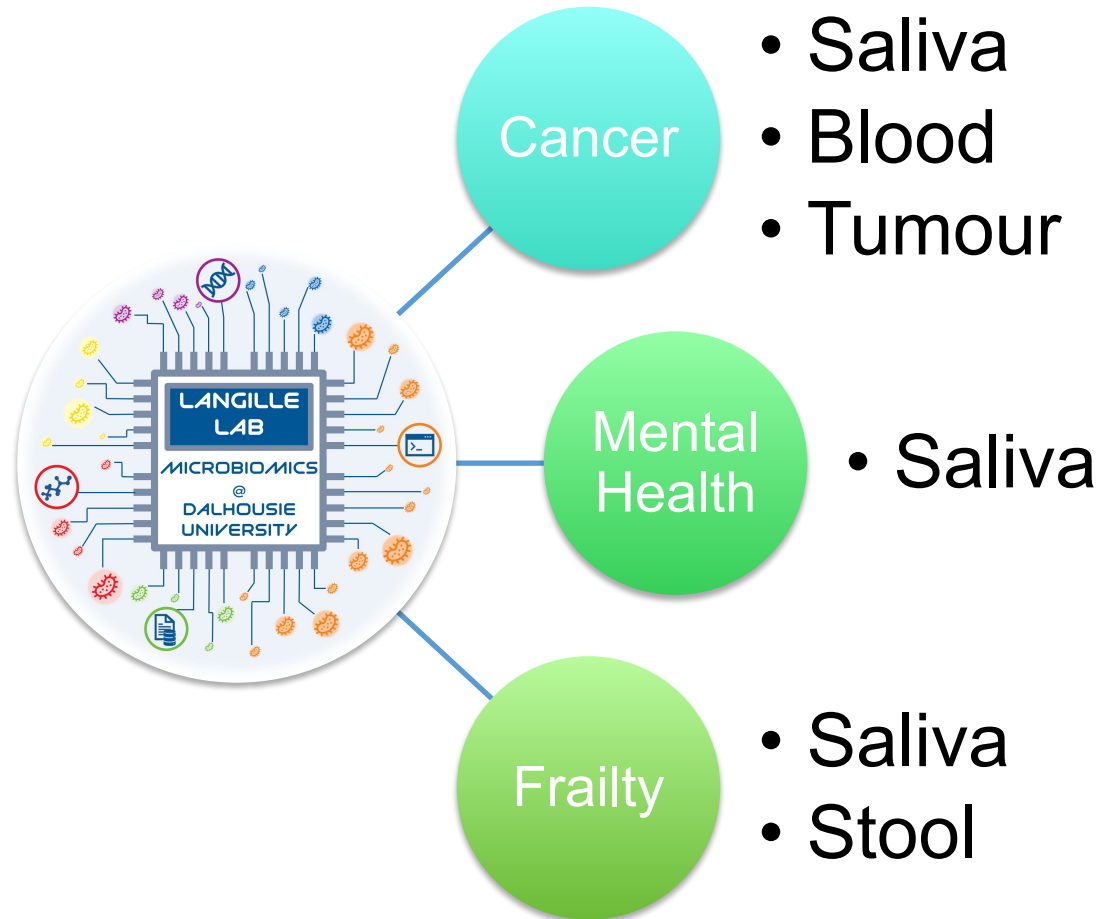 LANGILLE
LAB
MICROBIOMICS
@
DALHOUSIE
UNIVERSITY
>_
Cancer
• Saliva
• Blood
• Tumour
Mental
Health
• Saliva
Frailty
• Saliva
• Stool